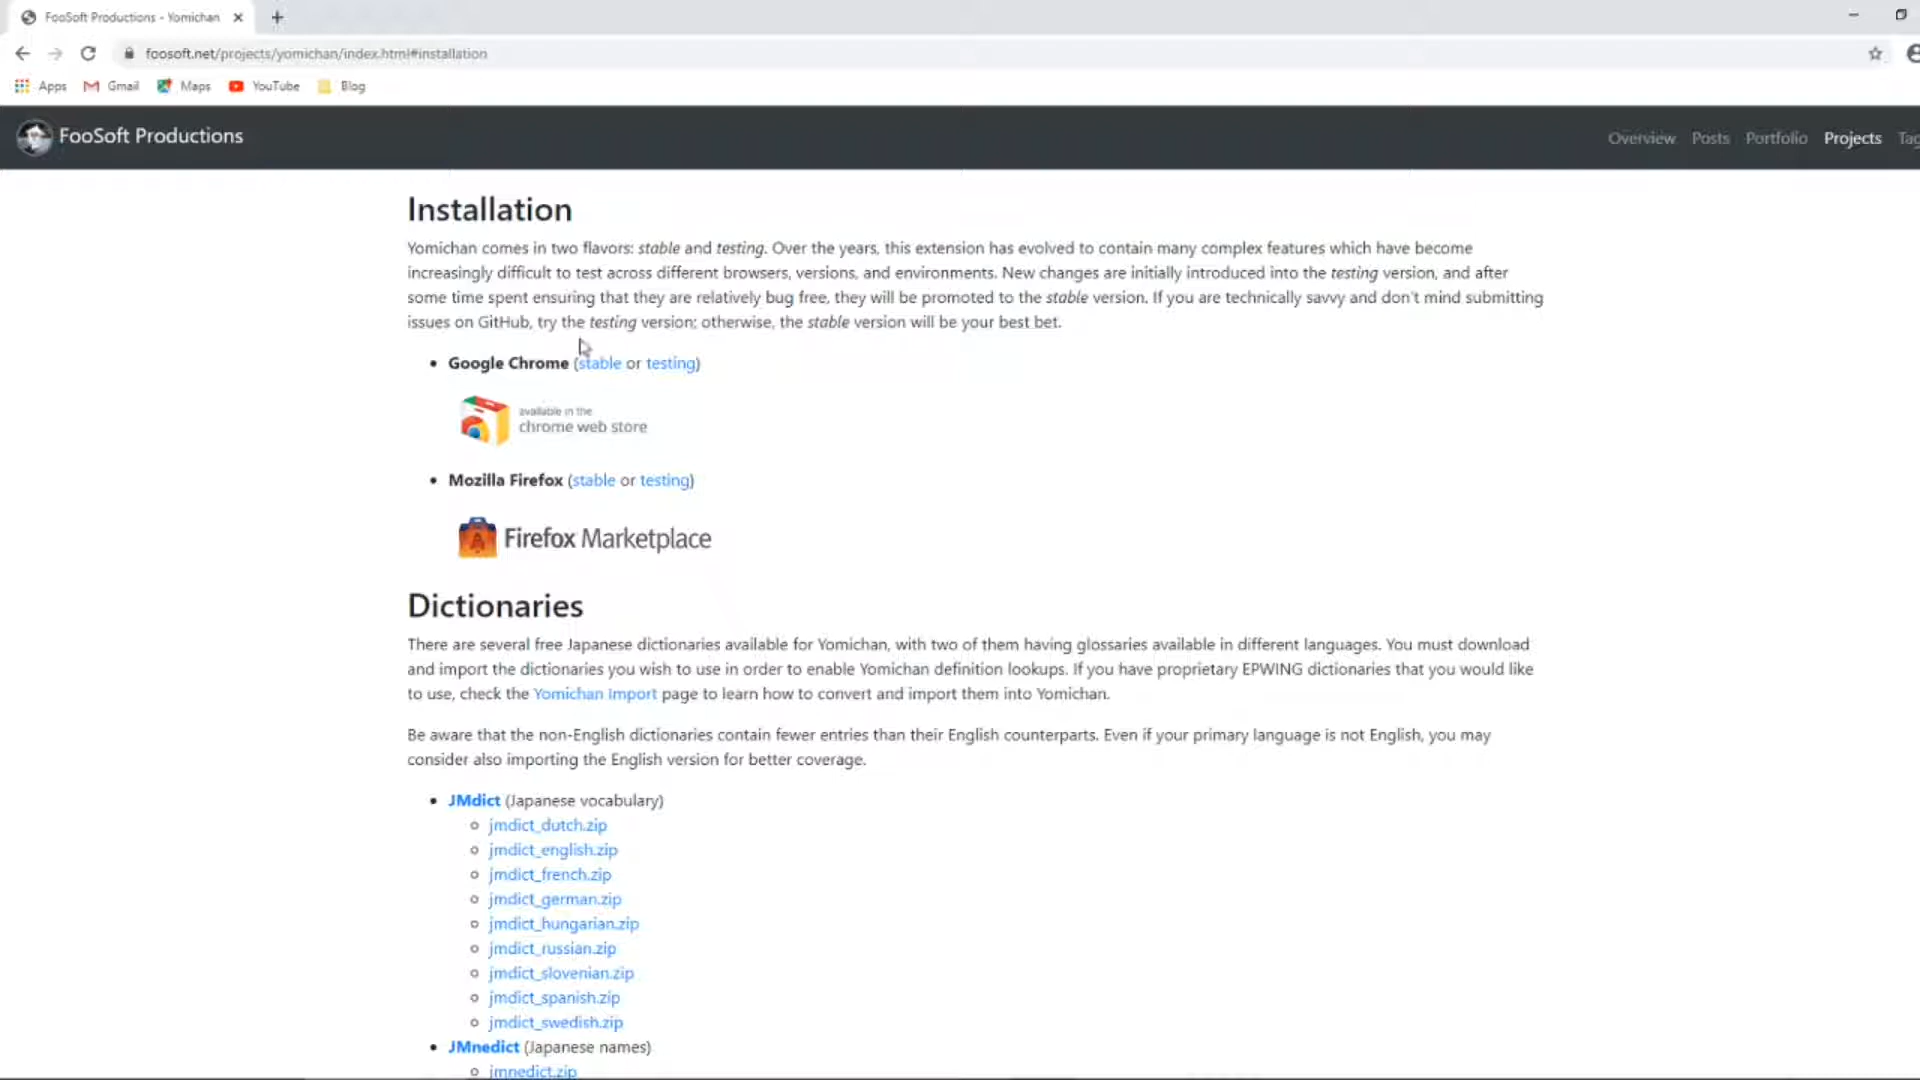 FooSoft Productions - Yomichan
foosoft.net/projects/yomichan/index.html#installation
Apps
Gmail
Maps
YouTube
Blog
FooSoft Productions
Overview
Posts
Portfolio
Projects
Tag
Installation
Yomichan comes in two flavors: stable and testing. Over the years, this extension has evolved to contain many complex features which have become
increasingly difficult to test across different browsers, versions, and environments. New changes are initially introduced into the testing version, and after
some time spent ensuring that they are relatively bug free, they will be promoted to the stable version. If you are technically savvy and don't mind submitting
issues on GitHub, try the testing version; otherwise, the stable version will be your best bet.
• Google Chrome (stable or testing)
available in the
chrome web store
• Mozilla Firefox (stable or testing)
Firefox Marketplace
Dictionaries
There are several free Japanese dictionaries available for Yomichan, with two of them having glossaries available in different languages. You must download
and import the dictionaries you wish to use in order to enable Yomichan definition lookups. If you have proprietary EPWING dictionaries that you would like
to use, check the Yomichan Import page to learn how to convert and import them into Yomichan.
Be aware that the non-English dictionaries contain fewer entries than their English counterparts. Even if your primary language is not English, you may
consider also importing the English version for better coverage.
• JMdict (Japanese vocabulary)
jmdict_dutch.zip
jmdict_english.zip
jmdict_french.zip
jmdict_german.zip
jmdict_hungarian.zip
jmdict_russian.zip
jmdict_slovenian.zip
jmdict_spanish.zip
jmdict_swedish.zip
• JMnedict (Japanese names)
jmnedict.zip